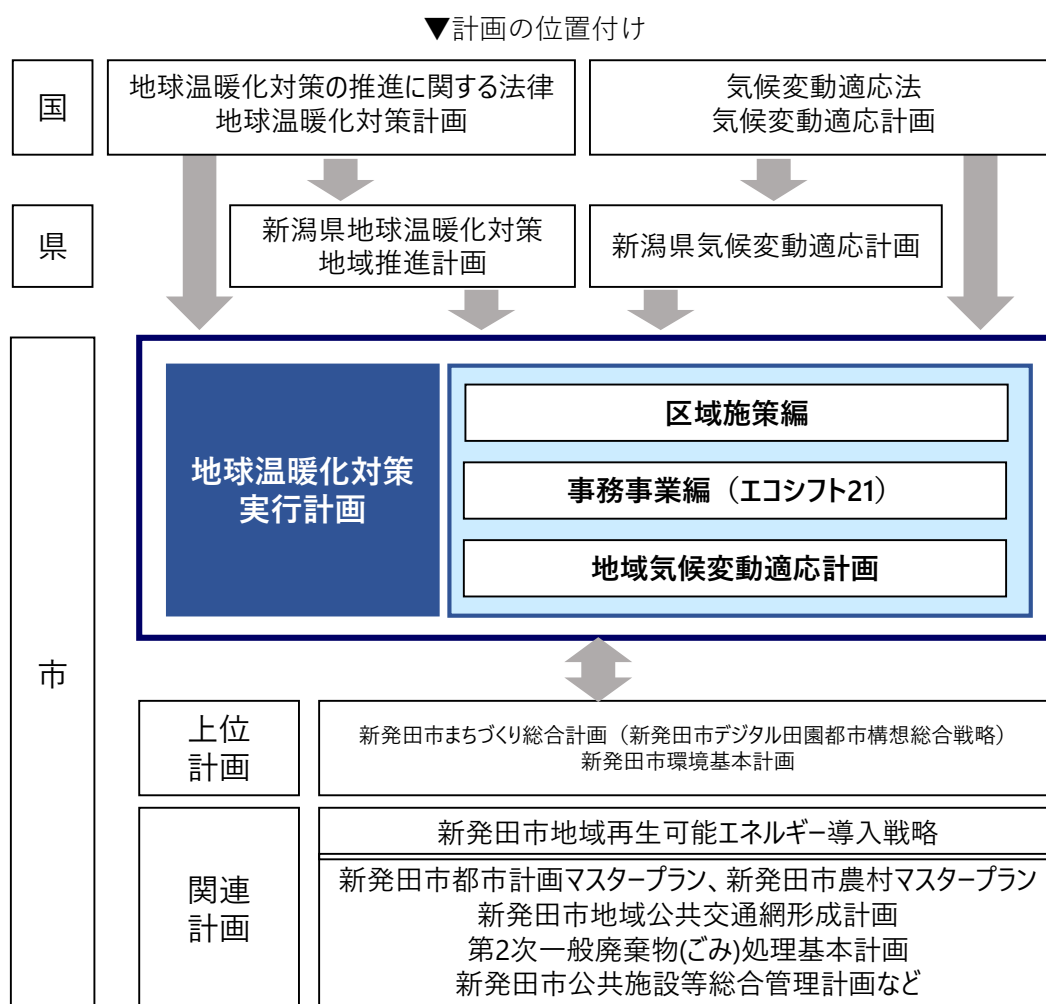 ▼計画の位置付け
国
地球温暖化対策の推進に関する法律
地球温暖化対策計画
気候変動適応法
気候変動適応計画
県
新潟県地球温暖化対策
地域推進計画
新潟県気候変動適応計画
市
地球温暖化対策
実行計画
区域施策編
事務事業編（エコシフト21）
地域気候変動適応計画
上位
計画
新発田市まちづくり総合計画（新発田市デジタル田園都市構想総合戦略）
新発田市環境基本計画
関連
計画
新発田市地域再生可能エネルギー導入戦略
新発田市都市計画マスタープラン、新発田市農村マスタープラン
新発田市地域公共交通網形成計画
第2次一般廃棄物(ごみ)処理基本計画
新発田市公共施設等総合管理計画など